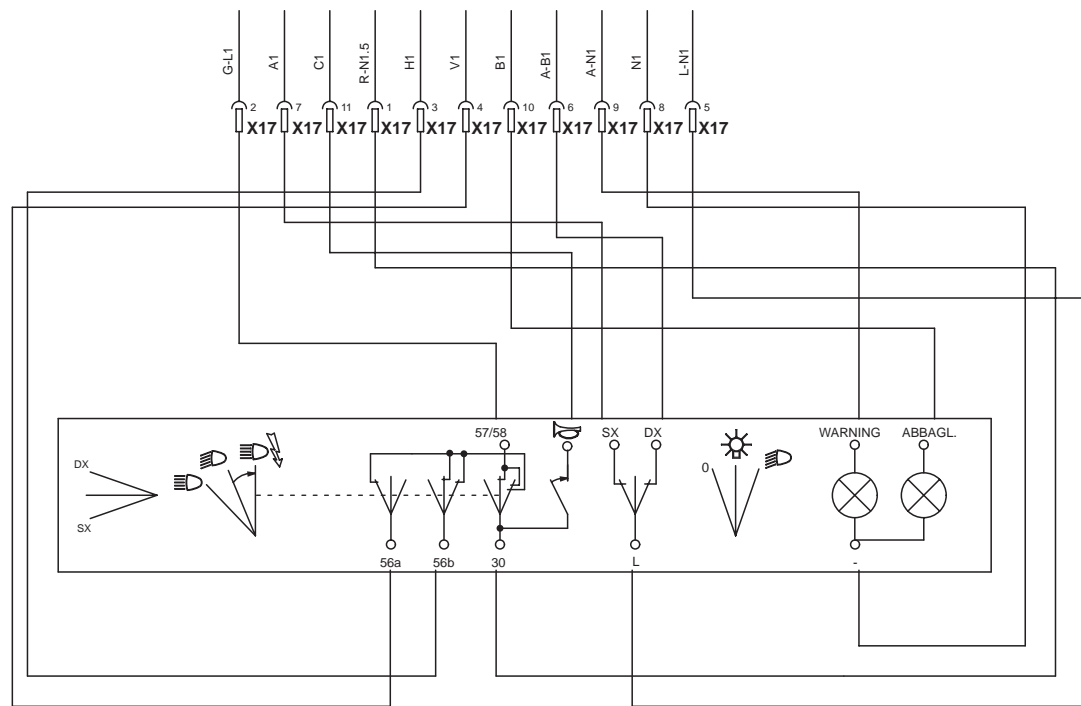 G-L1 A1 C1 R-N1.5 H1 V1 B1 A-B1 A-N1 N1 L-N1
2 7 11 1 3 4 10 6 9 8 5
X17 X17 X17 X17 X17 X17 X17 X17 X17 X17 X17
57/58 SX DX WARNING ABBAGL.
DX 0
SX
56a 56b 30 L -